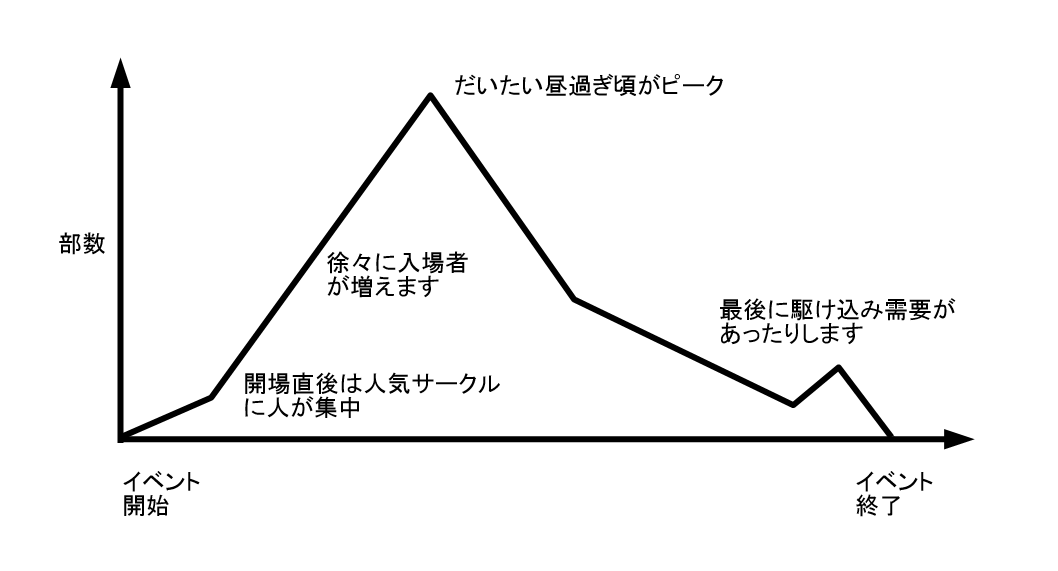 だいたい昼過ぎ頃がピーク
部数
徐々に入場者
が増えます
最後に駆け込み需要が
あったりします
開場直後は人気サークル
に人が集中
イベント
開始
イベント
終了